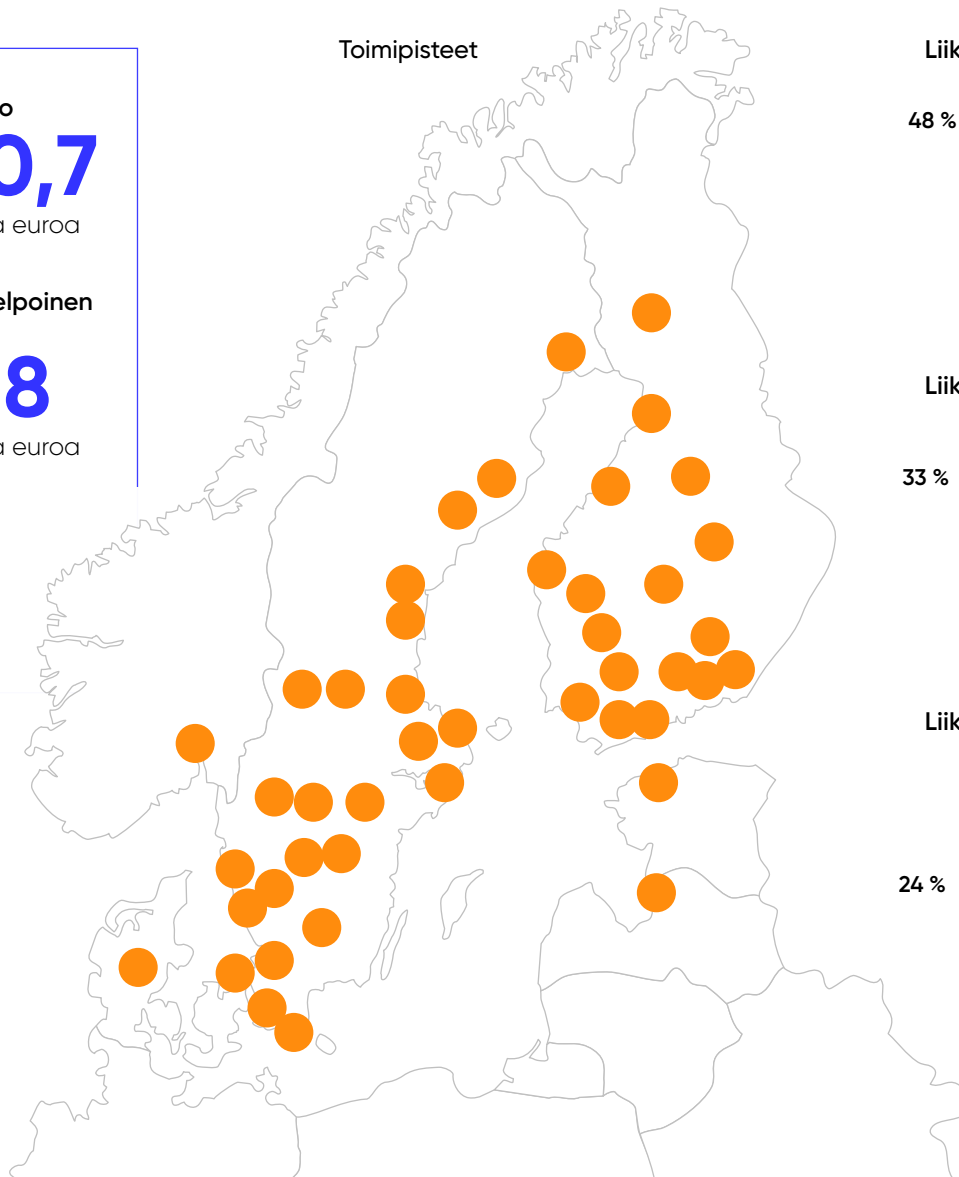 o
0,7
a euroa
elpoinen
8
a euroa
Toimipisteet
Liik
48 %
Liik
33 %
Liik
24 %